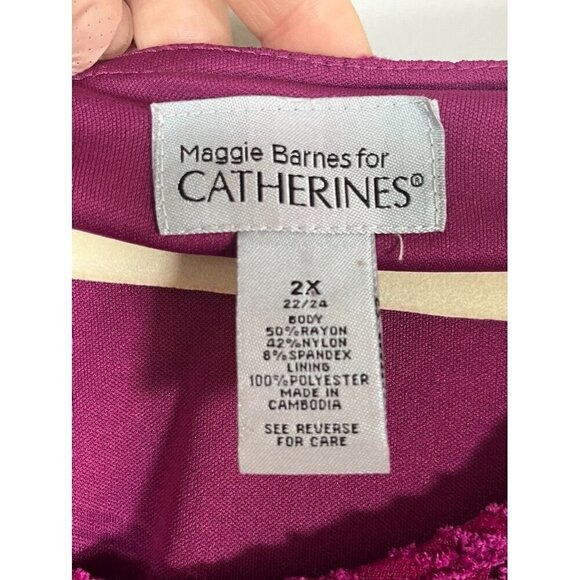 Maggie Barnes for
CATHERINES®
2X
22/24
BODY
50%RAYON
42%NYLON
8%SPANDEX
LINING
100%POLYESTER
MADE IN
CAMBODIA
SEE REVERSE
FOR CARE